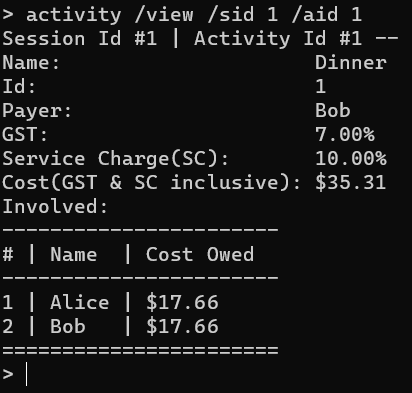 > activity /view /sid 1 /aid 1
Session Id #1 | Activity Id #1 --
Name:                     Dinner
Id:                       1
Payer:                    Bob
GST:                      7.00%
Service Charge(SC):       10.00%
Cost(GST & SC inclusive): $35.31
Involved:
-----------------------
# | Name  | Cost Owed
-----------------------
1 | Alice | $17.66
2 | Bob   | $17.66
=======================
>